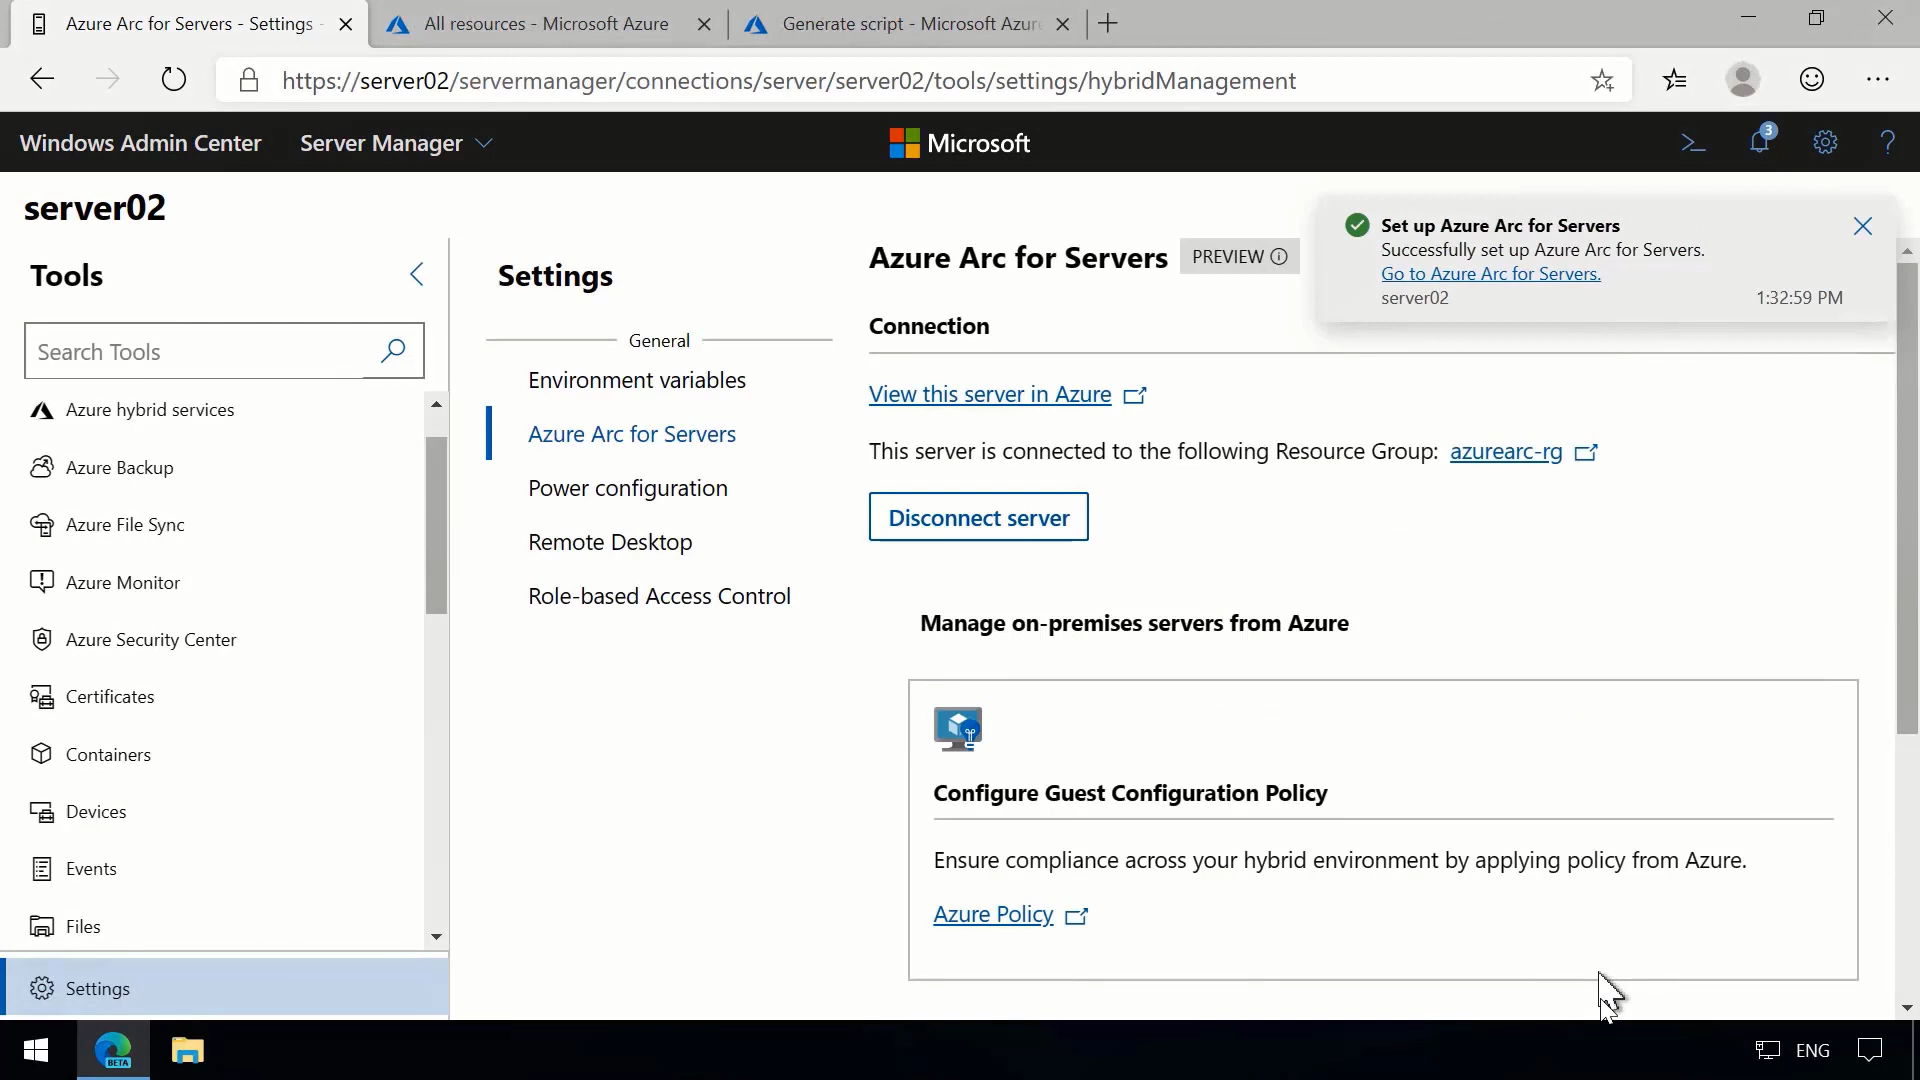 Azure Arc for Servers - Settings -
All resources - Microsoft Azure
Generate script - Microsoft Azure
https://server02/servermanager/connections/server/server02/tools/settings/hybridManagement
Windows Admin Center
Server Manager
Microsoft
3
server02
Tools
Search Tools
Azure hybrid services
Azure Backup
Azure File Sync
Azure Monitor
Azure Security Center
Certificates
Containers
Devices
Events
Files
Settings
Settings
General
Environment variables
Azure Arc for Servers
Power configuration
Remote Desktop
Role-based Access Control
Azure Arc for Servers
PREVIEW
Connection
View this server in Azure
This server is connected to the following Resource Group: azurearc-rg
Disconnect server
Manage on-premises servers from Azure
Configure Guest Configuration Policy
Ensure compliance across your hybrid environment by applying policy from Azure.
Azure Policy
Set up Azure Arc for Servers
Successfully set up Azure Arc for Servers.
Go to Azure Arc for Servers.
server02 1:32:59 PM
BETA
ENG